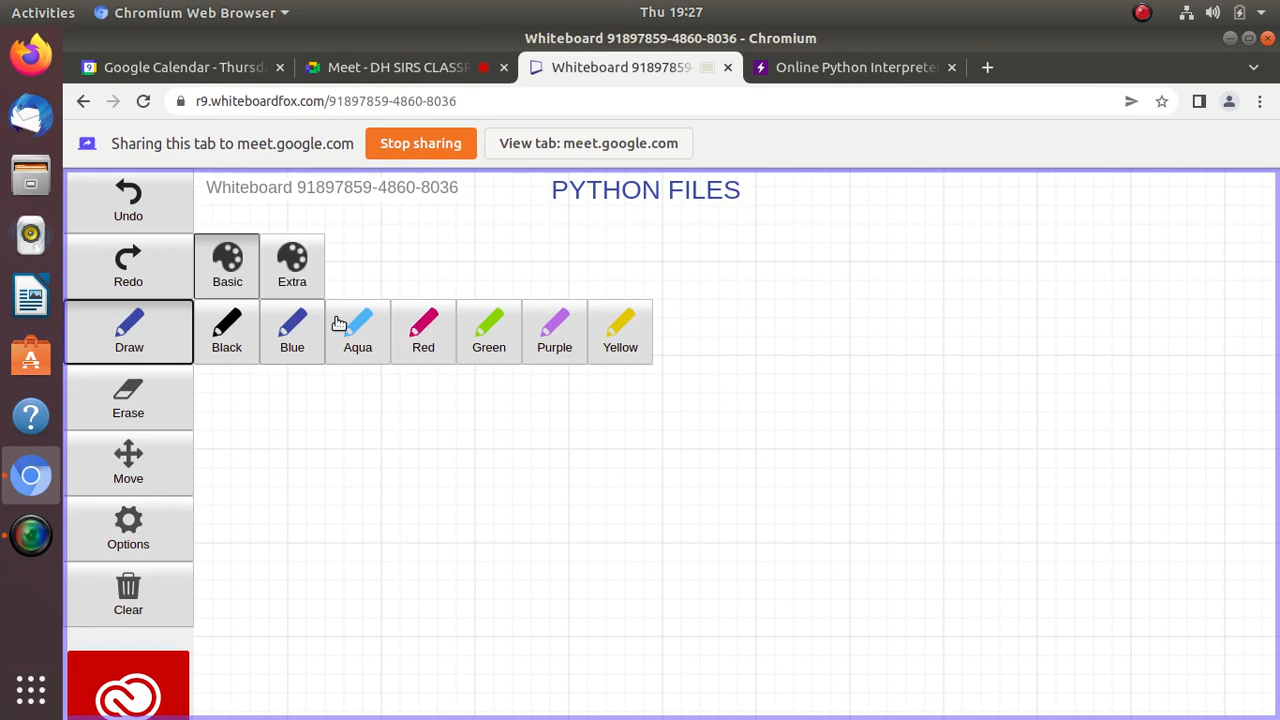 Activities
Chromium Web Browser
Thu 19:27
Whiteboard 91897859-4860-8036 - Chromium
Google Calendar - Thursd
Meet - DH SIRS CLASSR
Whiteboard 91897859-
Online Python Interprete
r9.whiteboardfox.com/91897859-4860-8036
Sharing this tab to meet.google.com
Stop sharing
View tab: meet.google.com
Whiteboard 91897859-4860-8036
PYTHON FILES
Undo
Redo
Basic
Extra
Draw
Black
Blue
Aqua
Red
Green
Purple
Yellow
Erase
Move
Options
Clear